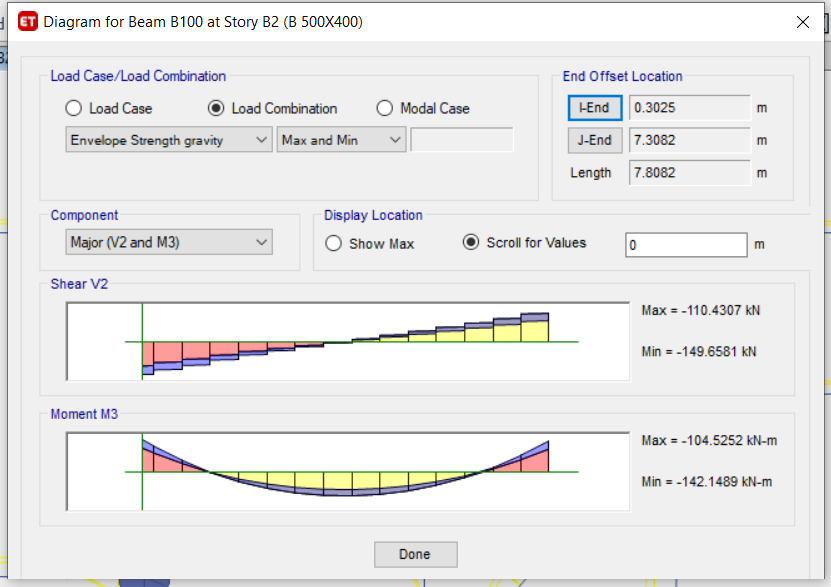 ET Diagram for Beam B100 at Story B2 (B 500X400)
Load Case/Load Combination
Load Case Load Combination Modal Case
Envelope Strength gravity Max and Min
End Offset Location
I-End 0.3025 m
J-End 7.3082 m
Length 7.8082 m
Component
Major (V2 and M3)
Display Location
Show Max Scroll for Values 0 m
Shear V2
Max = -110.4307 kN
Min = -149.6581 kN
Moment M3
Max = -104.5252 kN-m
Min = -142.1489 kN-m
Done